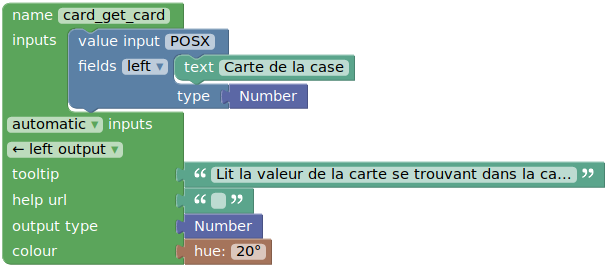 name card_get_card
inputs value input POSX
fields left ▾ text Carte de la case
type Number
automatic ▾ inputs
← left output ▾
tooltip “ Lit la valeur de la carte se trouvant dans la ca... ”
help url “ ”
output type Number
colour hue: 20°